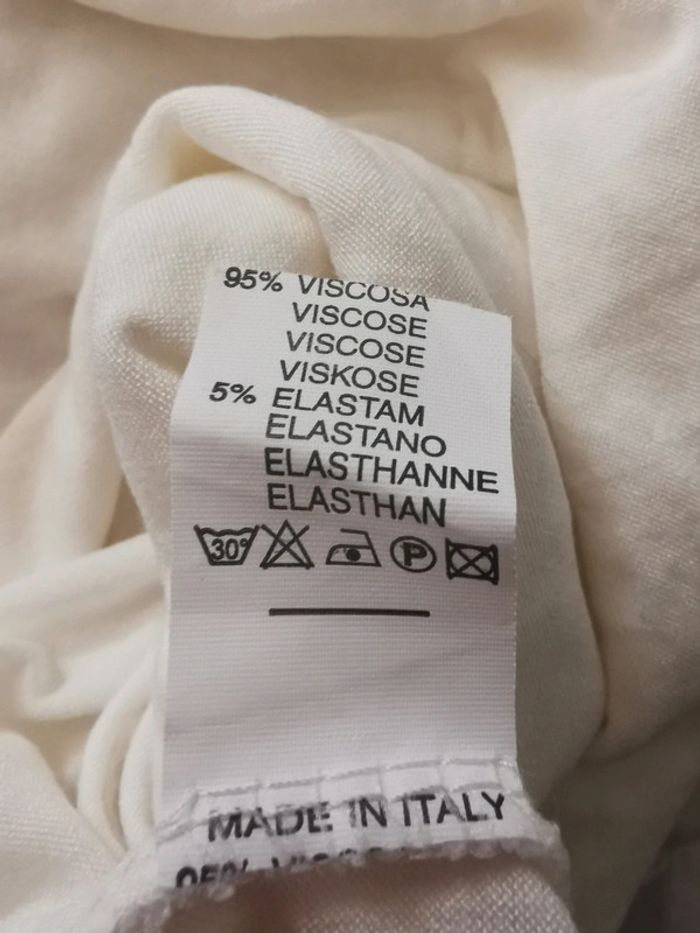 95% VISCOSA
VISCOSE
VISCOSE
VISKOSE
5% ELASTAM
ELASTANO
ELASTHANNE
ELASTHAN
30° P
MADE IN ITALY